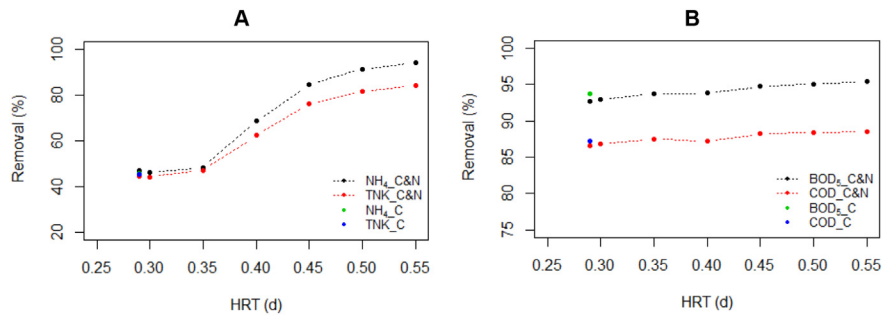 A
Removal (%)
100
80
60
40
20
NH₄_C&N
TNK_C&N
NH₄_C
TNK_C
0.25 0.30 0.35 0.40 0.45 0.50 0.55
HRT (d)
B
Removal (%)
100
95
90
85
80
75
BOD₅_C&N
COD_C&N
BOD₅_C
COD_C
0.25 0.30 0.35 0.40 0.45 0.50 0.55
HRT (d)